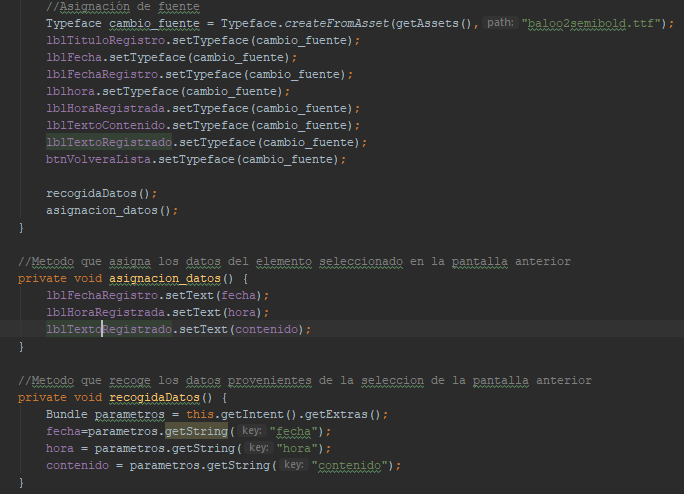 //Asignación de fuente
Typeface cambio_fuente = Typeface.createFromAsset(getAssets(), path: "baloo2semibold.ttf");
lblTituloRegistro.setTypeface(cambio_fuente);
lblFecha.setTypeface(cambio_fuente);
lblFechaRegistro.setTypeface(cambio_fuente);
lblhora.setTypeface(cambio_fuente);
lblHoraRegistrada.setTypeface(cambio_fuente);
lblTextoContenido.setTypeface(cambio_fuente);
lblTextoRegistrado.setTypeface(cambio_fuente);
btnVolveraLista.setTypeface(cambio_fuente);
recogidaDatos();
asignacion_datos();
}
//Metodo que asigna los datos del elemento seleccionado en la pantalla anterior
private void asignacion_datos() {
lblFechaRegistro.setText(fecha);
lblHoraRegistrada.setText(hora);
lblTextoRegistrado.setText(contenido);
}
//Metodo que recoge los datos provenientes de la seleccion de la pantalla anterior
private void recogidaDatos() {
Bundle parametros = this.getIntent().getExtras();
fecha=parametros.getString( key: "fecha");
hora = parametros.getString( key: "hora");
contenido = parametros.getString( key: "contenido");
}